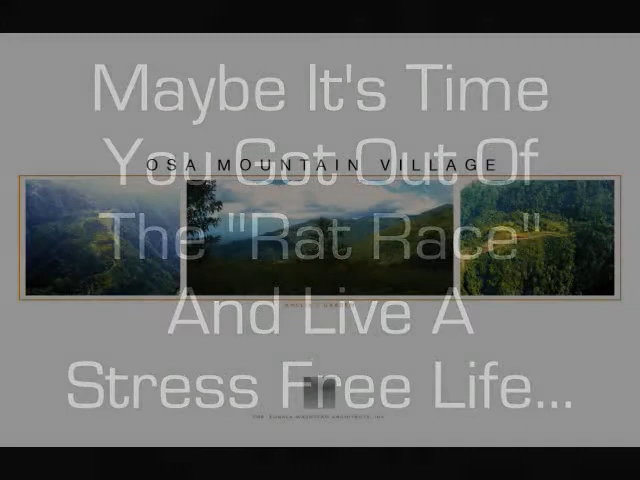 Maybe It's Time
OSA MOUNTAIN VILLAGE
You Got Out Of
The "Rat Race"
And Live A
Stress Free Life...